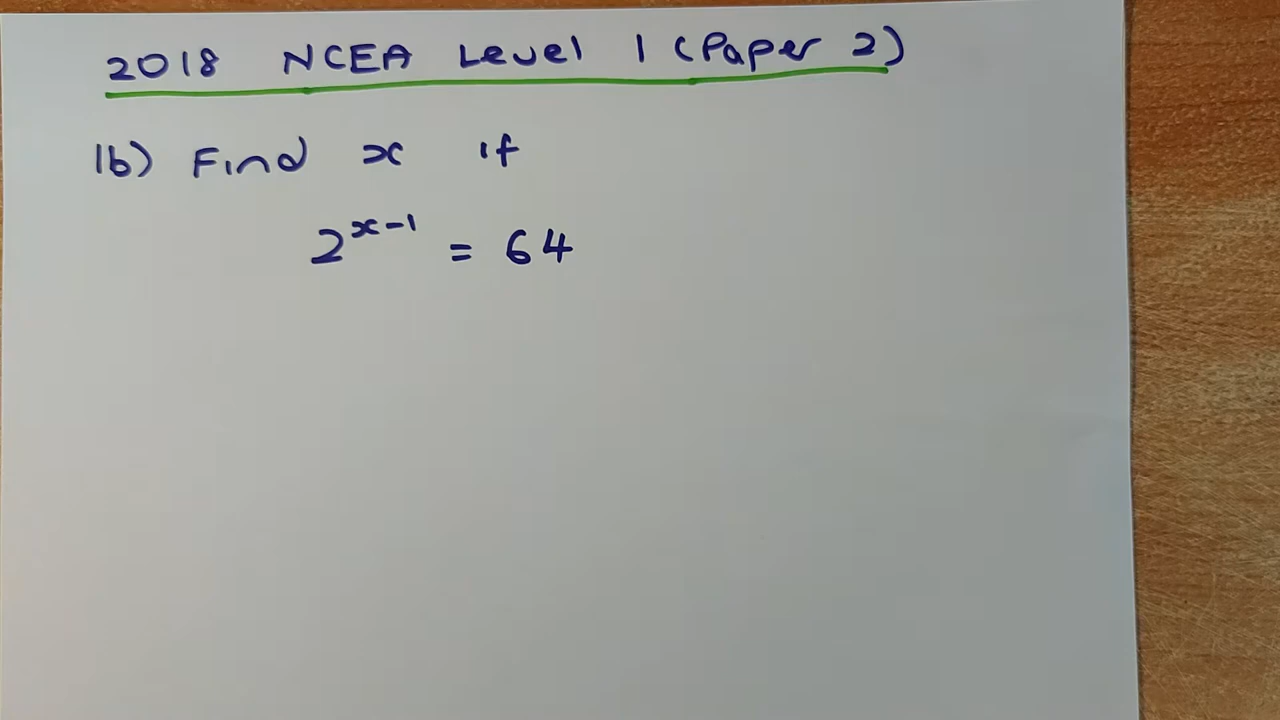 2018 NCEA Level 1 (Paper 2)
1b) Find x if
2^{x-1} = 64